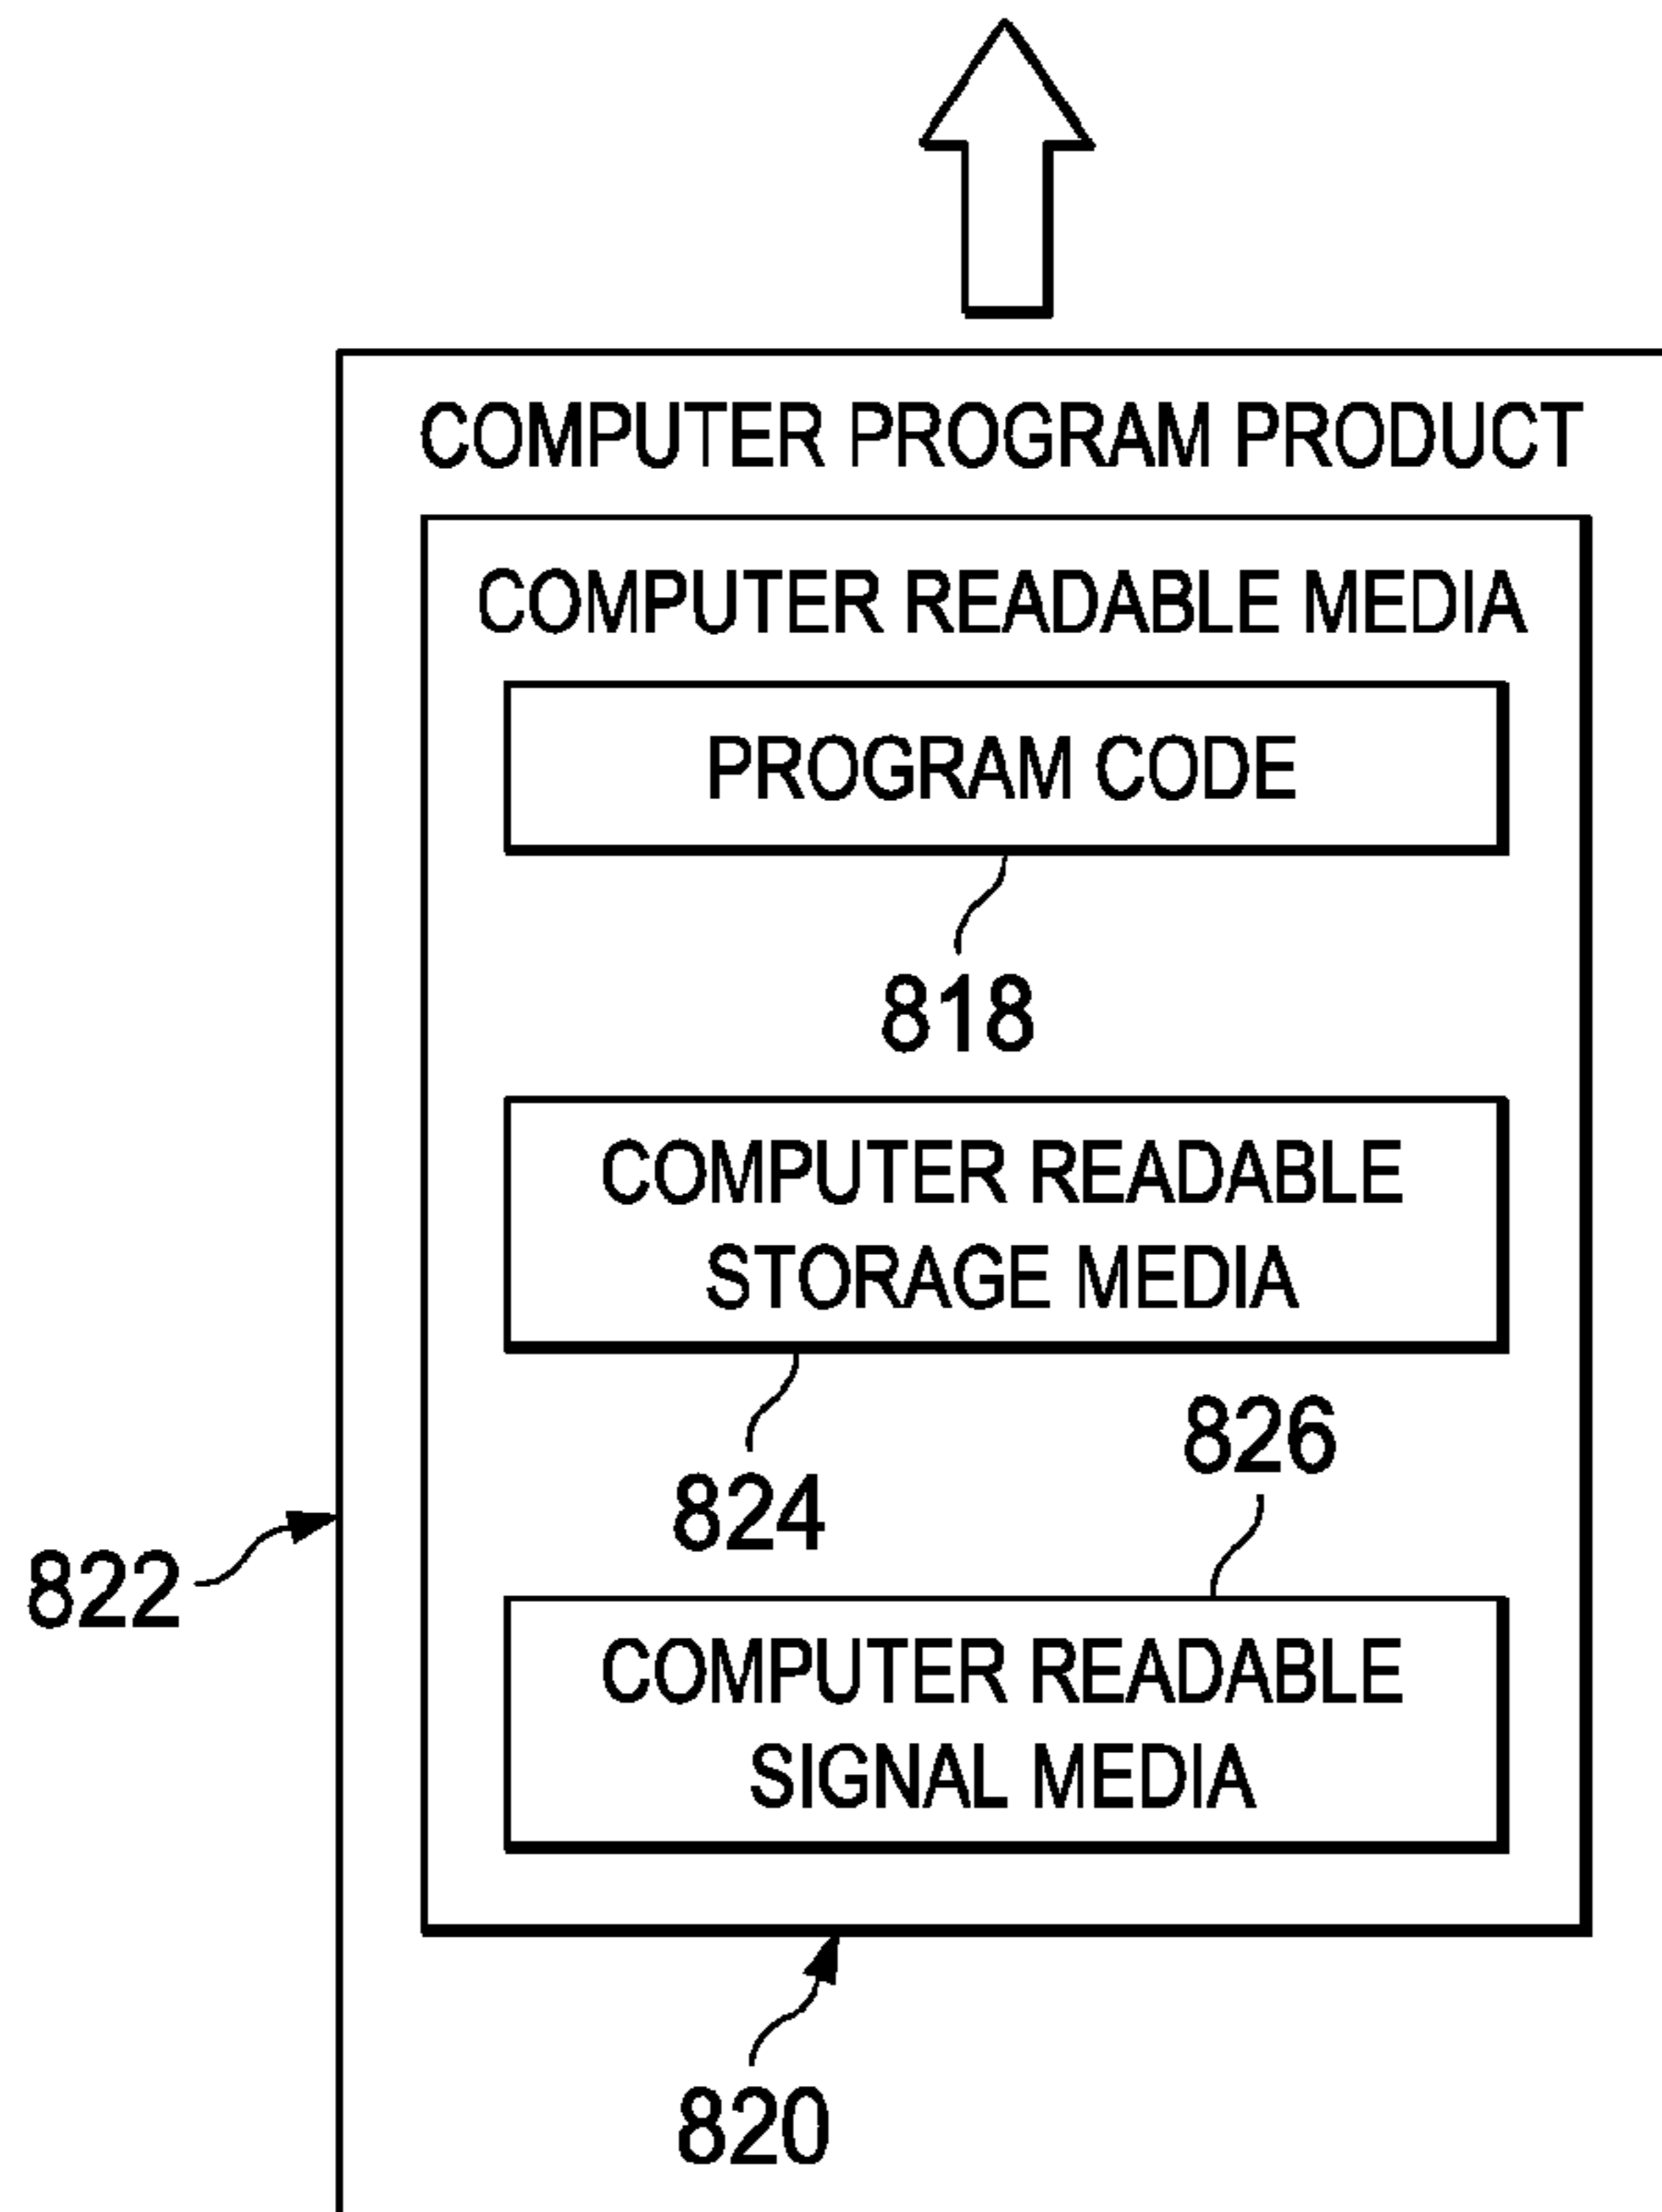 COMPUTER PROGRAM PRODUCT
COMPUTER READABLE MEDIA
PROGRAM CODE
818
COMPUTER READABLE
STORAGE MEDIA
826
824
822
COMPUTER READABLE
SIGNAL MEDIA
820